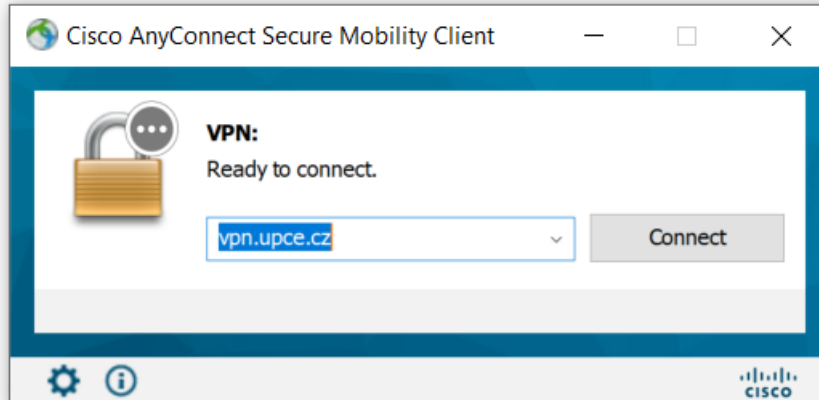 Cisco AnyConnect Secure Mobility Client
VPN:
Ready to connect.
vpn.upce.cz
Connect
CISCO